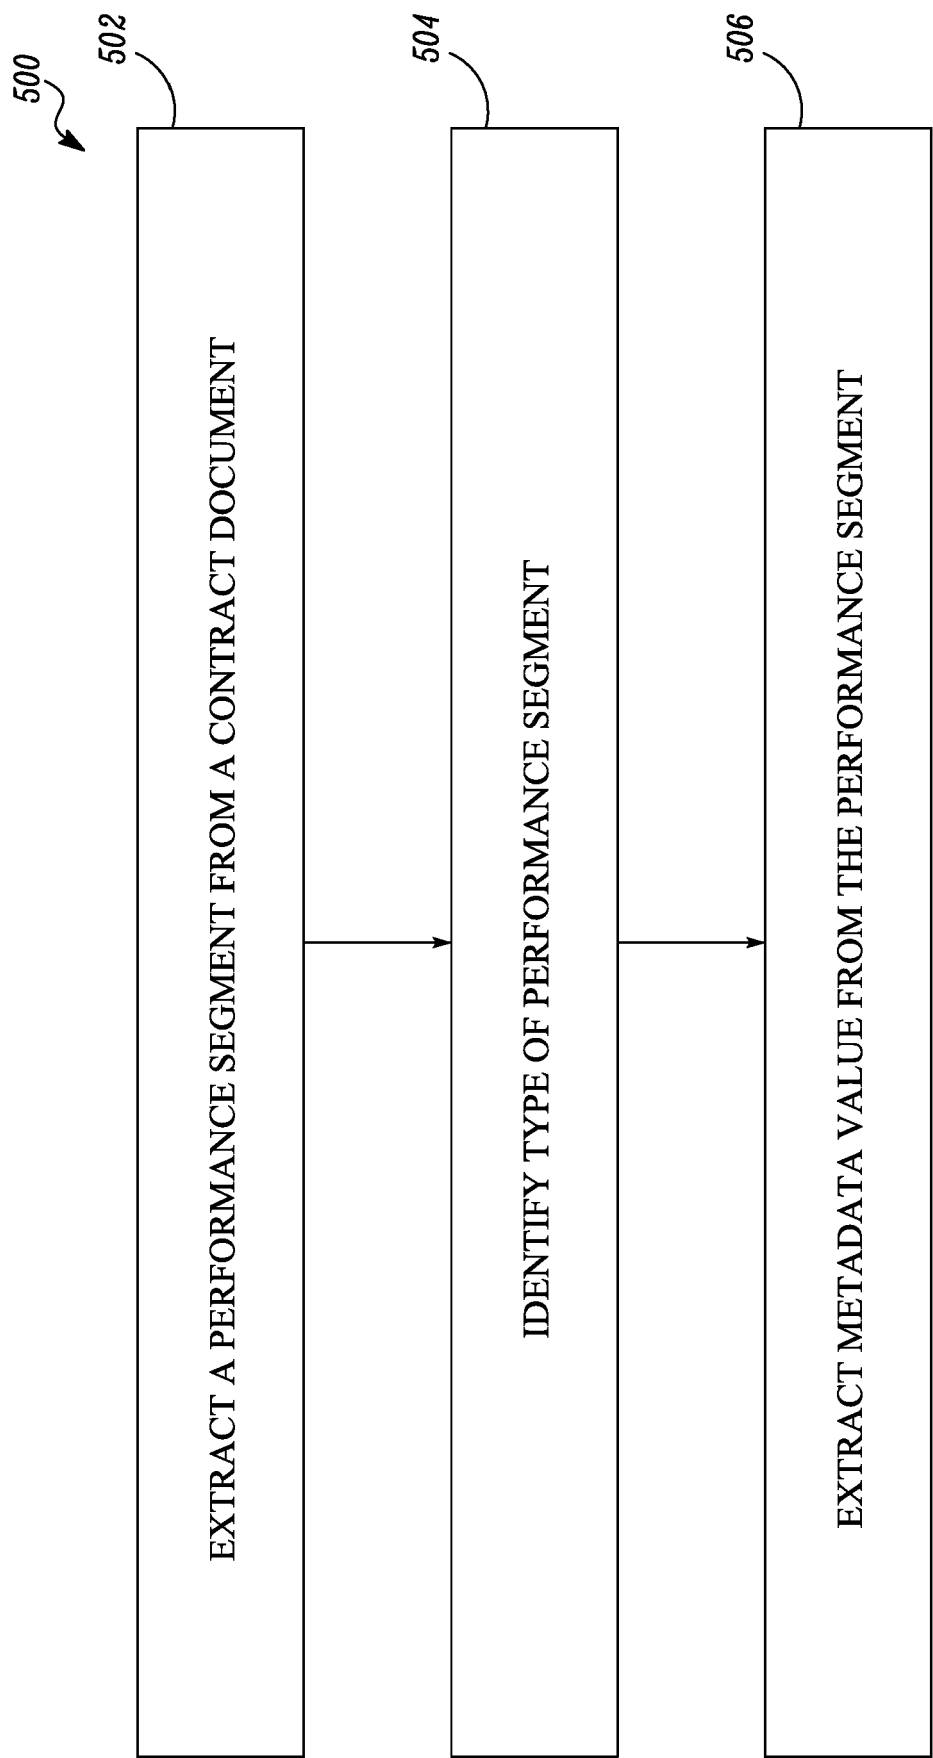 500
502
EXTRACT A PERFORMANCE SEGMENT FROM A CONTRACT DOCUMENT
504
IDENTIFY TYPE OF PERFORMANCE SEGMENT
506
EXTRACT METADATA VALUE FROM THE PERFORMANCE SEGMENT